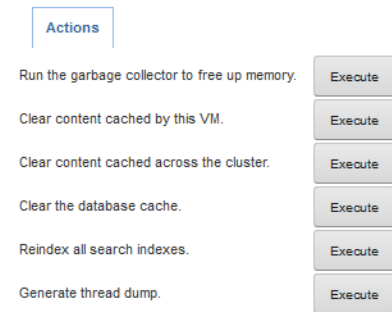 Actions
Run the garbage collector to free up memory. Execute
Clear content cached by this VM. Execute
Clear content cached across the cluster. Execute
Clear the database cache. Execute
Reindex all search indexes. Execute
Generate thread dump. Execute